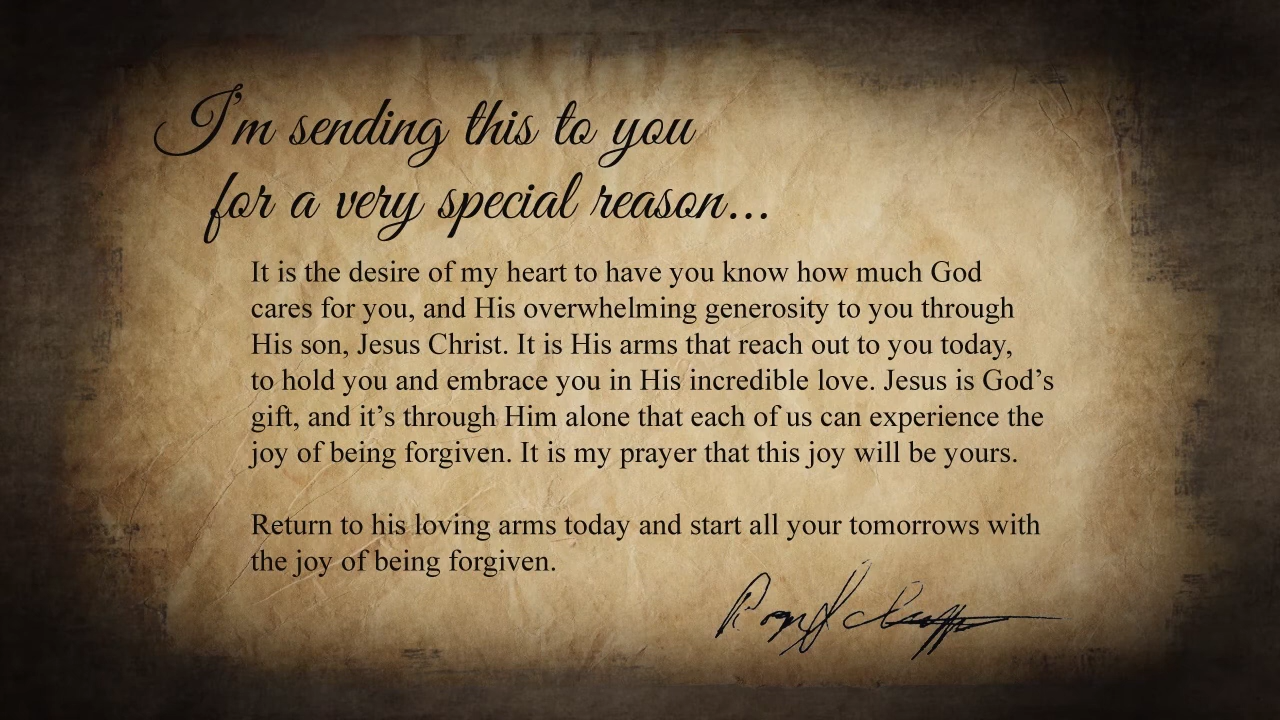 I'm sending this to you
for a very special reason...
It is the desire of my heart to have you know how much God
cares for you, and His overwhelming generosity to you through
His son, Jesus Christ. It is His arms that reach out to you today,
to hold you and embrace you in His incredible love. Jesus is God’s
gift, and it’s through Him alone that each of us can experience the
joy of being forgiven. It is my prayer that this joy will be yours.
Return to his loving arms today and start all your tomorrows with
the joy of being forgiven.